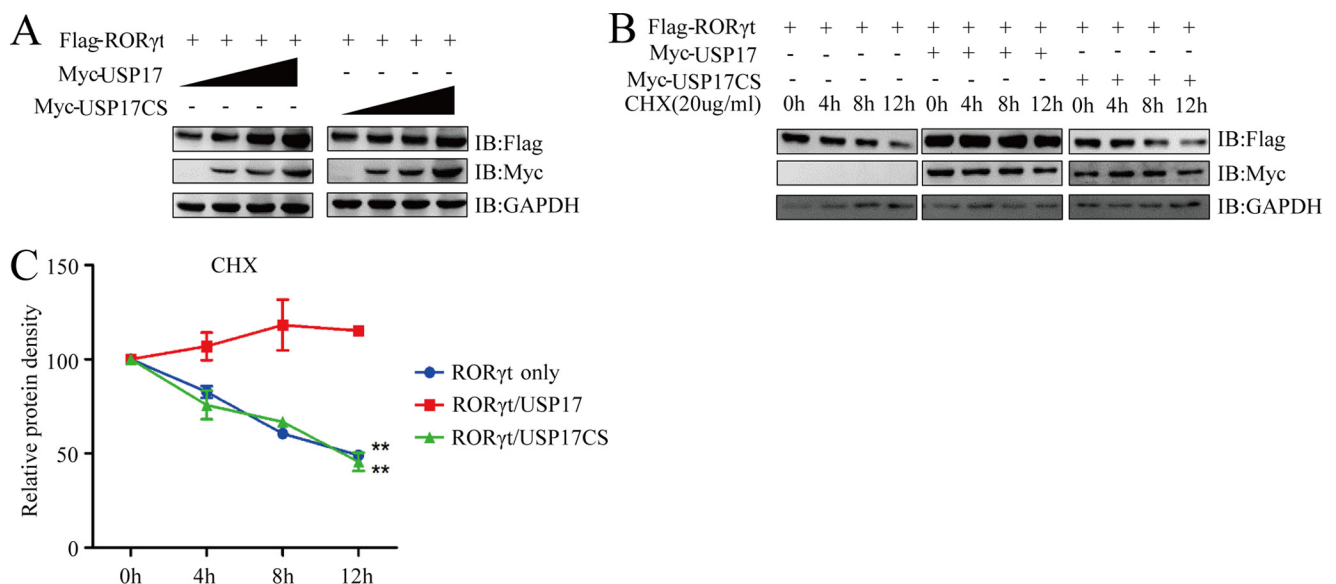 A
Flag-RORγt + + + + + + + +
Myc-USP17 - - - -
Myc-USP17CS - - - -
IB:Flag
IB:Myc
IB:GAPDH
B
Flag-RORγt + + + + + + + + + + + +
Myc-USP17 - - - - + + + + - - - -
Myc-USP17CS - - - - - - - - + + + +
CHX(20ug/ml) 0h 4h 8h 12h 0h 4h 8h 12h 0h 4h 8h 12h
IB:Flag
IB:Myc
IB:GAPDH
C
CHX
Relative protein density
150
100
50
0
0h 4h 8h 12h
**
**
RORγt only
RORγt/USP17
RORγt/USP17CS